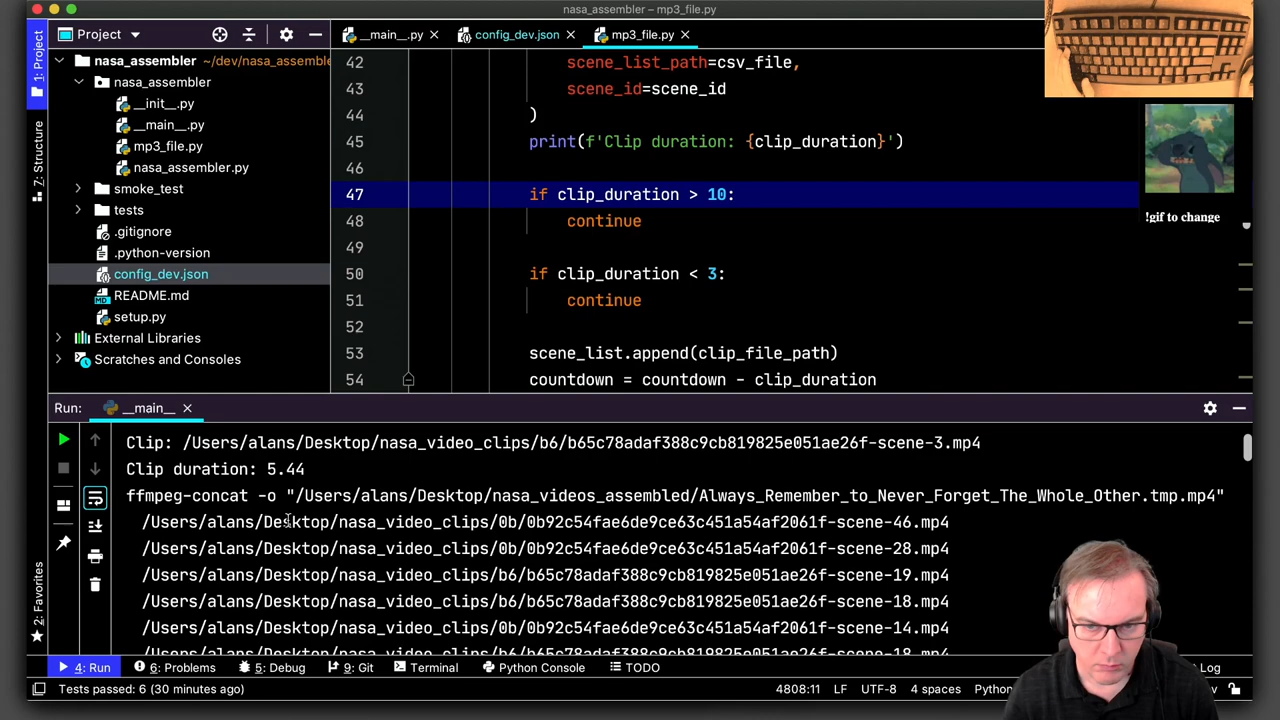 nasa_assembler – mp3_file.py
Project
__main__.py
config_dev.json
mp3_file.py
1: Project
7: Structure
2: Favorites
nasa_assembler ~/dev/nasa_assemble
nasa_assembler
__init__.py
__main__.py
mp3_file.py
nasa_assembler.py
smoke_test
tests
.gitignore
.python-version
config_dev.json
README.md
setup.py
External Libraries
Scratches and Consoles
42 scene_list_path=csv_file,
43 scene_id=scene_id
44 )
45 print(f'Clip duration: {clip_duration}')
46
47 if clip_duration > 10:
48 continue
49
50 if clip_duration < 3:
51 continue
52
53 scene_list.append(clip_file_path)
54 countdown = countdown - clip_duration
!gif to change
Run: __main__
Clip: /Users/alans/Desktop/nasa_video_clips/b6/b65c78adaf388c9cb819825e051ae26f-scene-3.mp4
Clip duration: 5.44
ffmpeg-concat -o "/Users/alans/Desktop/nasa_videos_assembled/Always_Remember_to_Never_Forget_The_Whole_Other.tmp.mp4"
/Users/alans/Desktop/nasa_video_clips/0b/0b92c54fae6de9ce63c451a54af2061f-scene-46.mp4
/Users/alans/Desktop/nasa_video_clips/0b/0b92c54fae6de9ce63c451a54af2061f-scene-28.mp4
/Users/alans/Desktop/nasa_video_clips/b6/b65c78adaf388c9cb819825e051ae26f-scene-19.mp4
/Users/alans/Desktop/nasa_video_clips/b6/b65c78adaf388c9cb819825e051ae26f-scene-18.mp4
/Users/alans/Desktop/nasa_video_clips/0b/0b92c54fae6de9ce63c451a54af2061f-scene-14.mp4
4: Run
6: Problems
5: Debug
9: Git
Terminal
Python Console
TODO
Log
Tests passed: 6 (30 minutes ago)
4808:11
LF
UTF-8
4 spaces
Python